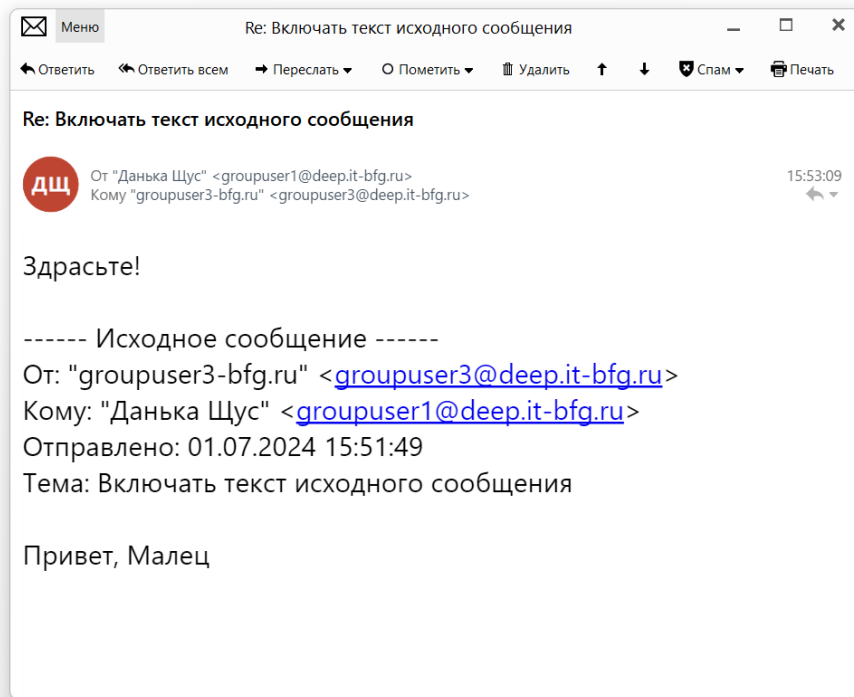 Меню
Re: Включать текст исходного сообщения
Ответить Ответить всем Переслать Пометить Удалить Спам Печать
Re: Включать текст исходного сообщения
ДЩ
От "Данька Щус" <groupuser1@deep.it-bfg.ru>
15:53:09
Кому "groupuser3-bfg.ru" <groupuser3@deep.it-bfg.ru>
Здрасьте!
------ Исходное сообщение ------
От: "groupuser3-bfg.ru" <groupuser3@deep.it-bfg.ru>
Кому: "Данька Щус" <groupuser1@deep.it-bfg.ru>
Отправлено: 01.07.2024 15:51:49
Тема: Включать текст исходного сообщения
Привет, Малец